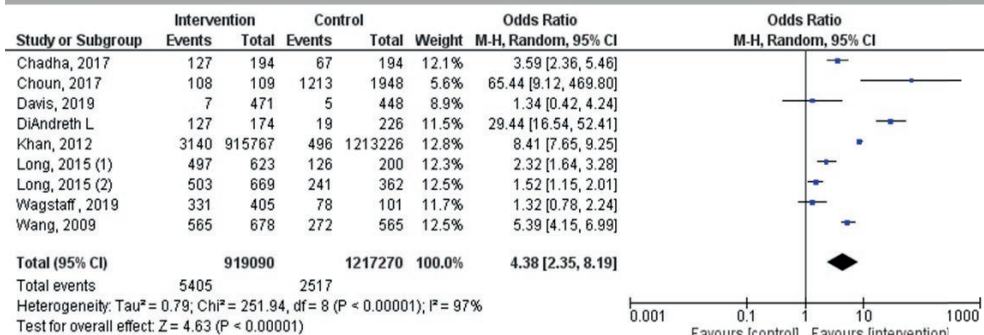 Intervention Control Odds Ratio Odds Ratio
Study or Subgroup Events Total Events Total Weight M-H, Random, 95% CI M-H, Random, 95% CI
Chadha, 2017 127 194 67 194 12.1% 3.59 [2.36, 5.46]
Choun, 2017 108 109 1213 1948 5.6% 65.44 [9.12, 469.80]
Davis, 2019 7 471 5 448 8.9% 1.34 [0.42, 4.24]
DiAndreth L 127 174 19 226 11.5% 29.44 [16.54, 52.41]
Khan, 2012 3140 915767 496 1213226 12.8% 8.41 [7.65, 9.25]
Long, 2015 (1) 497 623 126 200 12.3% 2.32 [1.64, 3.28]
Long, 2015 (2) 503 669 241 362 12.5% 1.52 [1.15, 2.01]
Wagstaff, 2019 331 405 78 101 11.7% 1.32 [0.78, 2.24]
Wang, 2009 565 678 272 565 12.5% 5.39 [4.15, 6.99]
Total (95% CI) 919090 1217270 100.0% 4.38 [2.35, 8.19]
Total events 5405 2517
Heterogeneity: Tau² = 0.79; Chi² = 251.94, df = 8 (P < 0.00001); I² = 97%
Test for overall effect: Z = 4.63 (P < 0.00001)
0.001 0.1 1 10 1000
Favours [control] Favours [intervention]